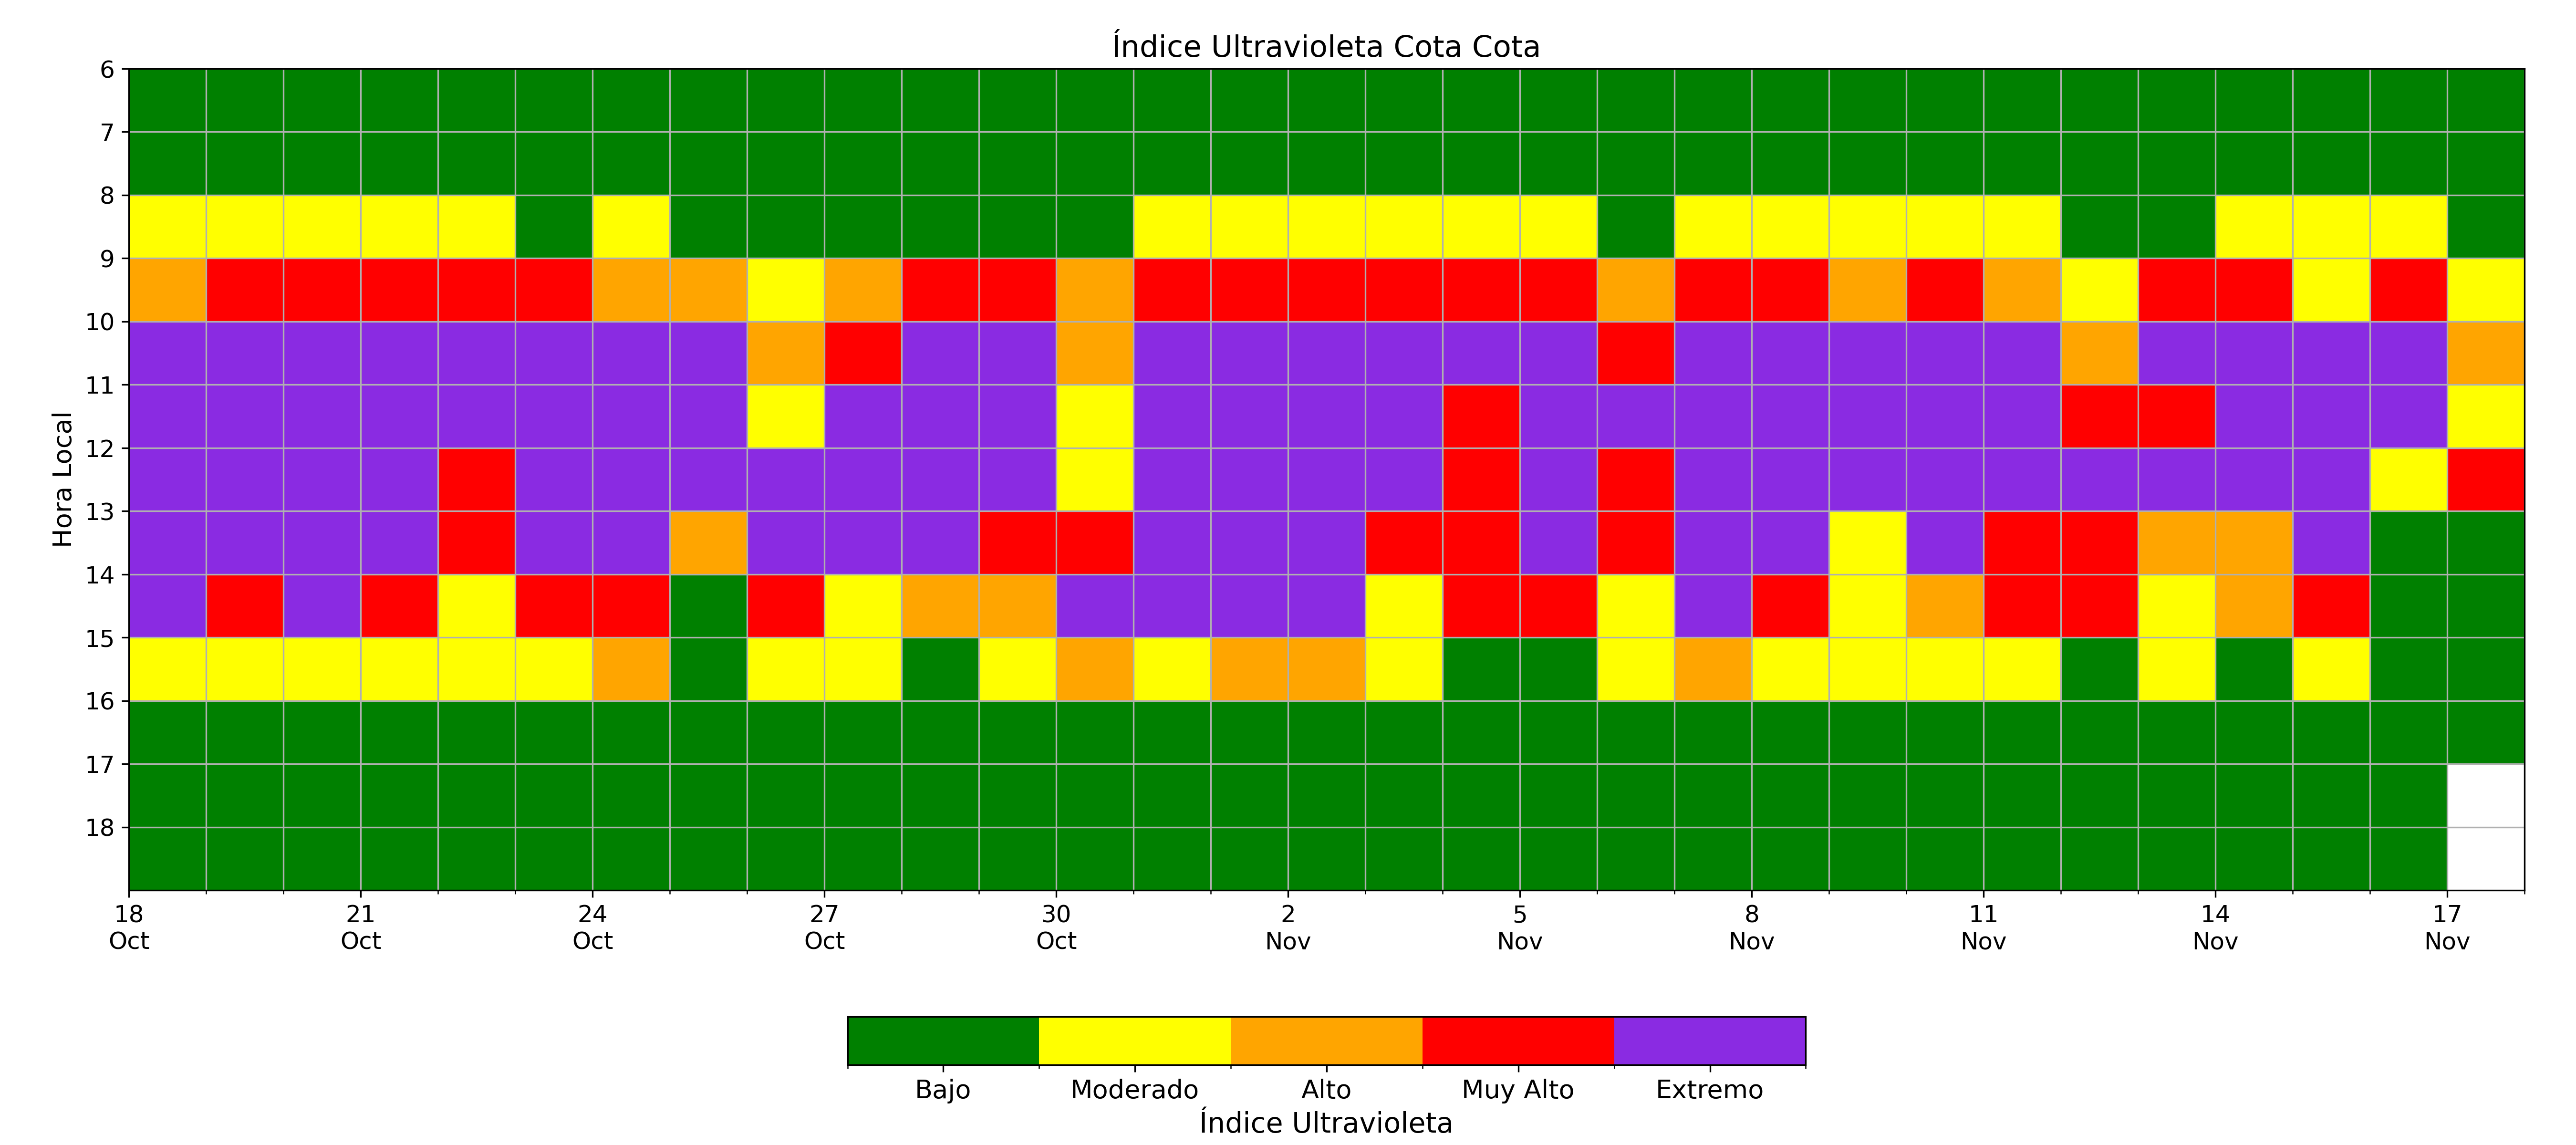 Índice Ultravioleta Cota Cota
Hora Local
6
7
8
9
10
11
12
13
14
15
16
17
18
18 21 24 27 30 2 5 8 11 14 117
Oct Oct Oct Oct Oct Nov Nov Nov Nov Nov Nov
Bajo Moderado Alto Muy Alto Extremo
Índice Ultravioleta